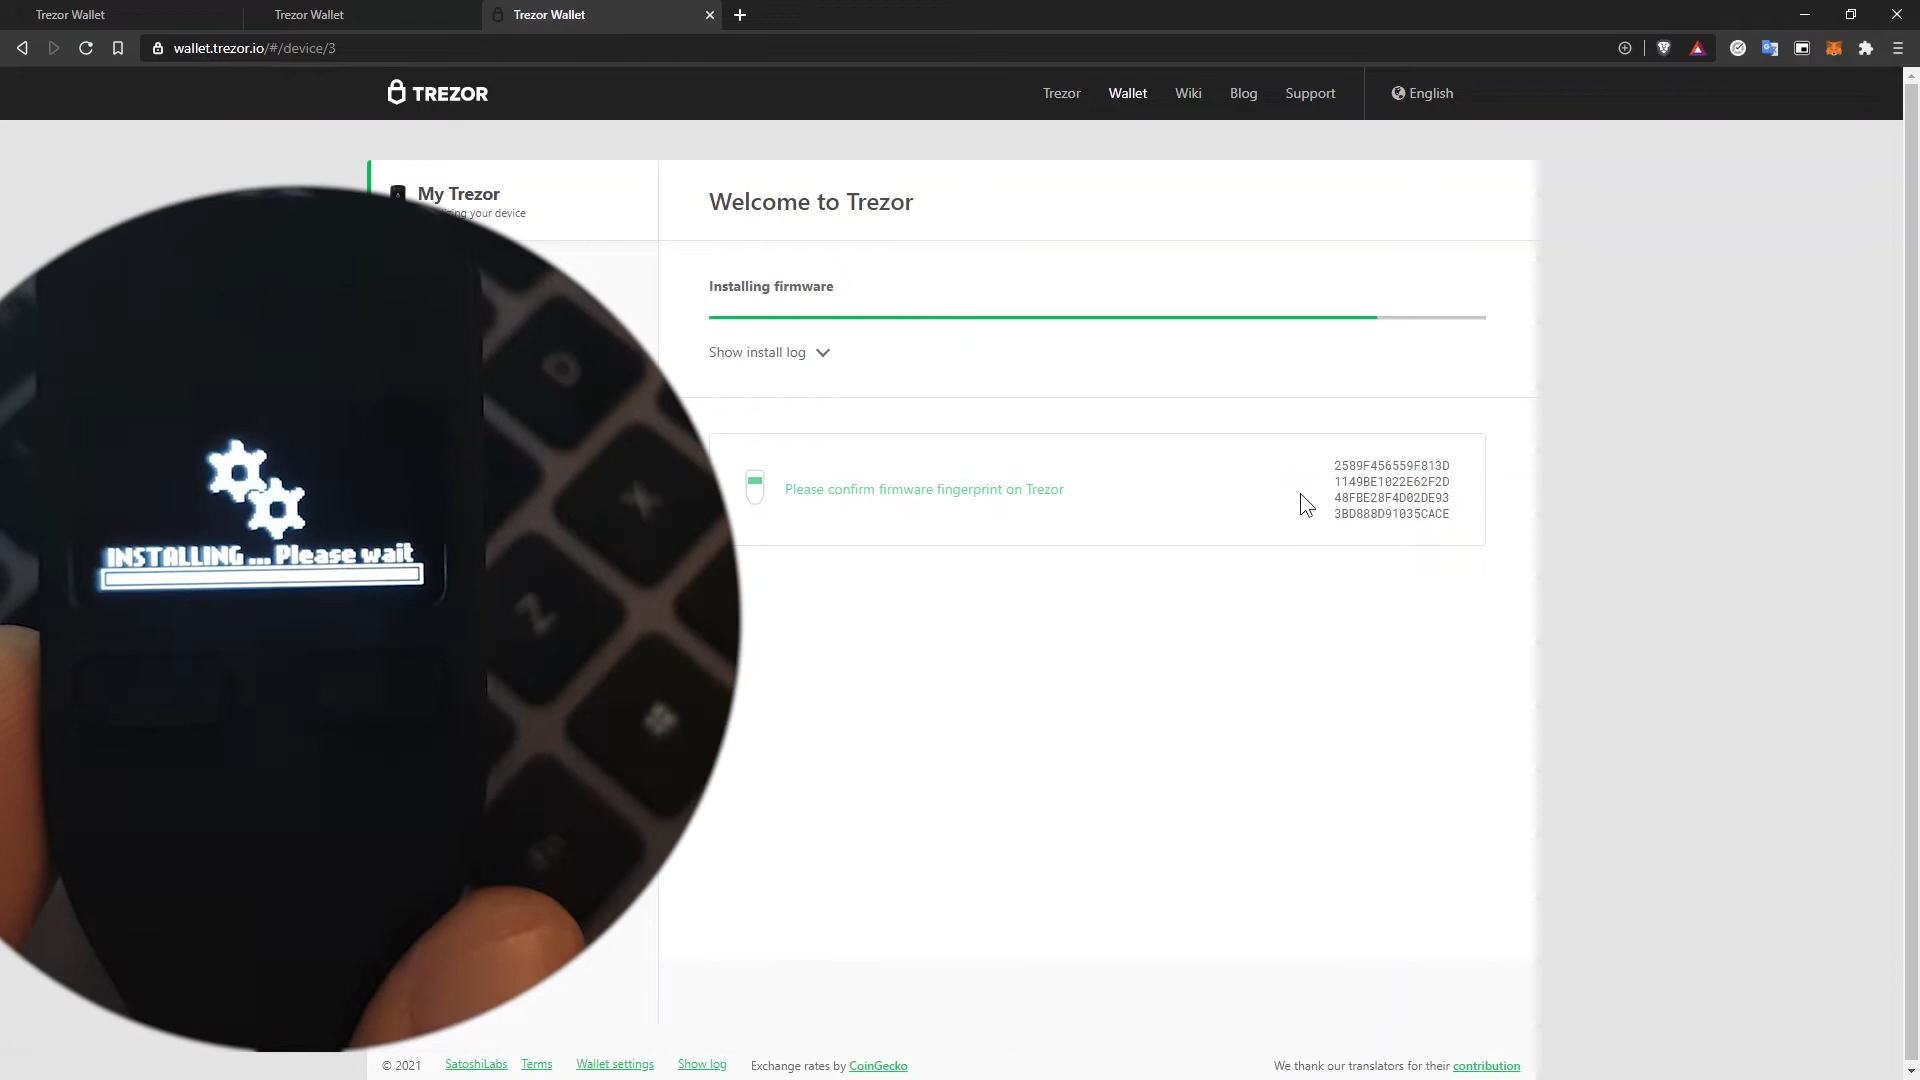 Trezor Wallet
Trezor Wallet
Trezor Wallet
wallet.trezor.io/#/device/3
TREZOR
Trezor
Wallet
Wiki
Blog
Support
English
My Trezor
your device
Welcome to Trezor
Installing firmware
Show install log
Please confirm firmware fingerprint on Trezor
2589F456559F813D
1149BE1022E62F2D
48FBE28F4D02DE93
3BD888D91035CACE
INSTALLING ... Please wait
D
X
Z
© 2021
SatoshiLabs
Terms
Wallet settings
Show log
Exchange rates by CoinGecko
We thank our translators for their contribution